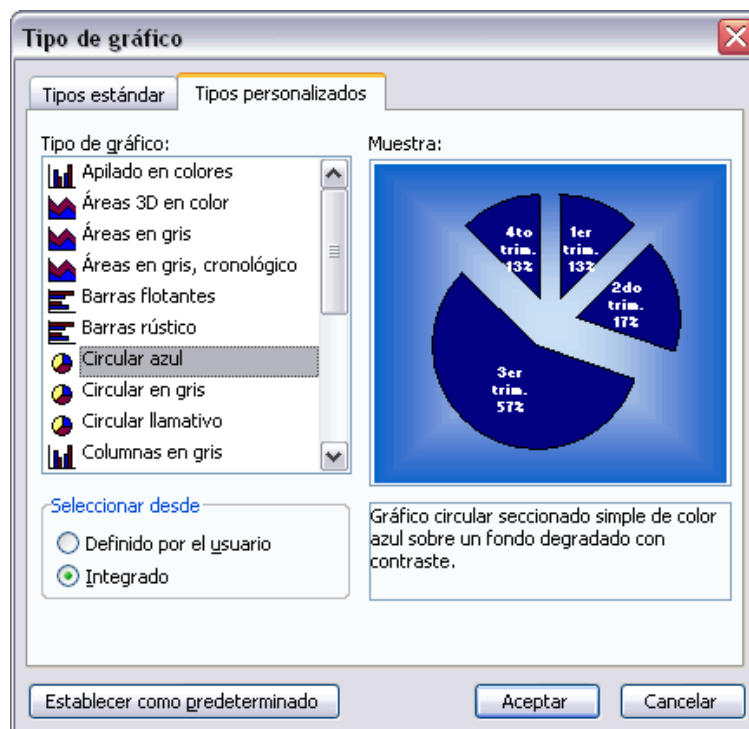 Tipo de gráfico
Tipos estándar
Tipos personalizados
Tipo de gráfico:
Apilado en colores
Áreas 3D en color
Áreas en gris
Áreas en gris, cronológico
Barras flotantes
Barras rústico
Circular azul
Circular en gris
Circular llamativo
Columnas en gris
Muestra:
4to
trim.
13%
1er
trim.
13%
2do
trim.
17%
3er
trim.
57%
Seleccionar desde
Definido por el usuario
Integrado
Gráfico circular seccionado simple de color
azul sobre un fondo degradado con
contraste.
Establecer como predeterminado
Aceptar
Cancelar